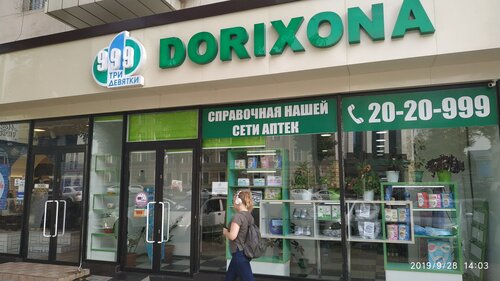 999
ТРИ
ДЕВЯТКИ
DORIXONA
СПРАВОЧНАЯ НАШЕЙ
СЕТИ АПТЕК
20-20-999
2019/9/28 14:03